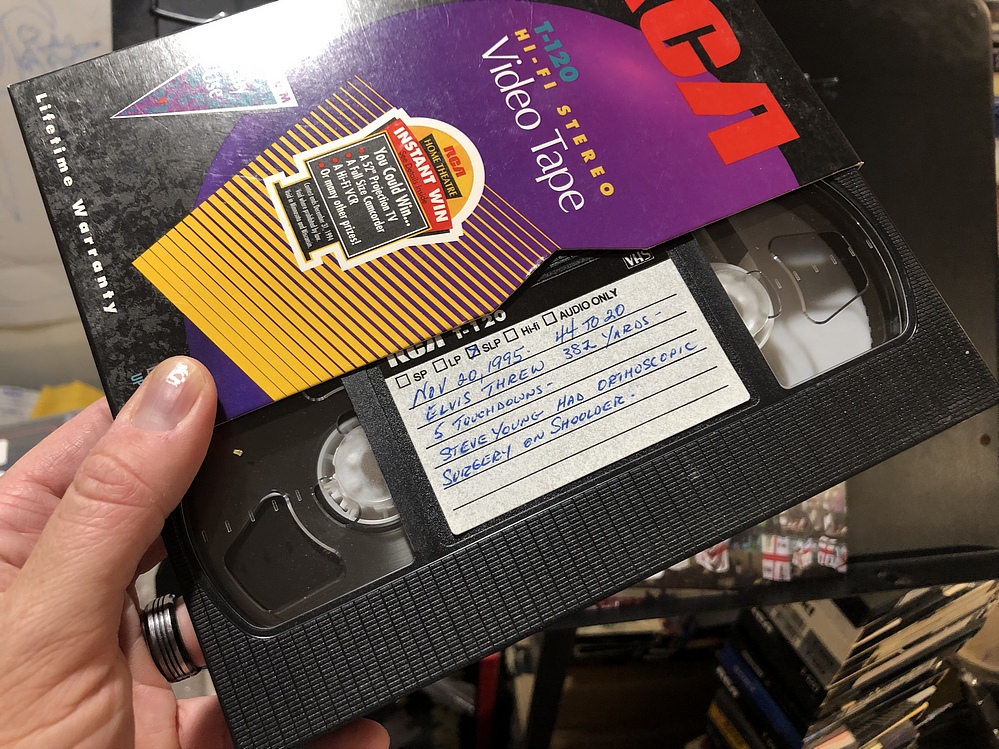 RCA
T-120
HI-FI STEREO
Video Tape
Lifetime Warranty
RCA
HOME THEATRE
INSTANT WIN
You Could Win...
• A 52" Projection TV
• A Full Size Camcorder
• A Hi-Fi VCR
Or many other prizes!
VHS
RCA T-120
SP LP SLP Hi-fi AUDIO ONLY
NOV 20, 1995. 44 TO 20
ELVIS THREW 382 YARDS-
5 TOUCHDOWNS-
STEVE YOUNG HAD ORTHOSCOPIC
SURGERY ON SHOOLDER.